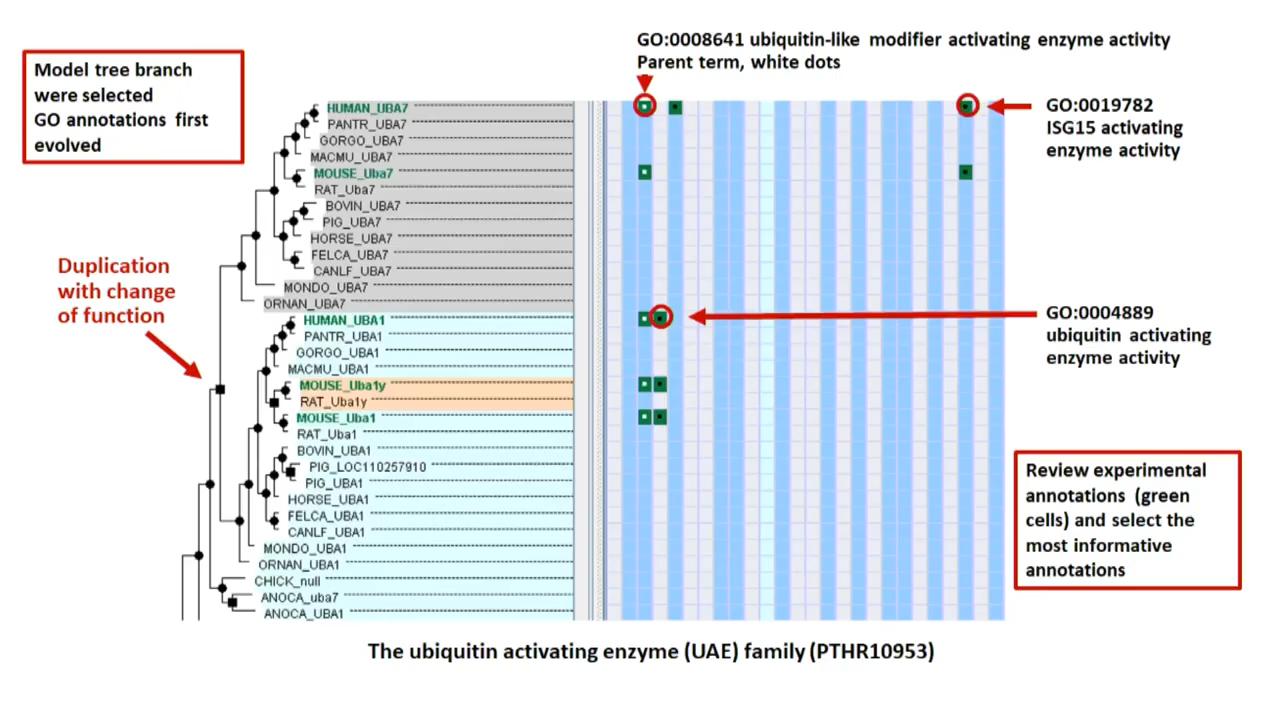 GO:0008641 ubiquitin-like modifier activating enzyme activity
Parent term, white dots
Model tree branch
were selected
GO annotations first
evolved
HUMAN_UBA7
PANTR_UBA7
GORGO_UBA7
MACMU_UBA7
MOUSE_Uba7
RAT_Uba7
BOVIN_UBA7
PIG_UBA7
HORSE_UBA7
FELCA_UBA7
CANLF_UBA7
MONDO_UBA7
ORNAN_UBA7
HUMAN_UBA1
PANTR_UBA1
GORGO_UBA1
MACMU_UBA1
MOUSE_Uba1y
RAT_Uba1y
MOUSE_Uba1
RAT_Uba1
BOVIN_UBA1
PIG_LOC110257910
PIG_UBA1
HORSE_UBA1
FELCA_UBA1
CANLF_UBA1
MONDO_UBA1
ORNAN_UBA1
CHICK_null
ANOCA_uba7
ANOCA_UBA1
Duplication
with change
of function
GO:0019782
ISG15 activating
enzyme activity
GO:0004889
ubiquitin activating
enzyme activity
Review experimental
annotations (green
cells) and select the
most informative
annotations
The ubiquitin activating enzyme (UAE) family (PTHR10953)